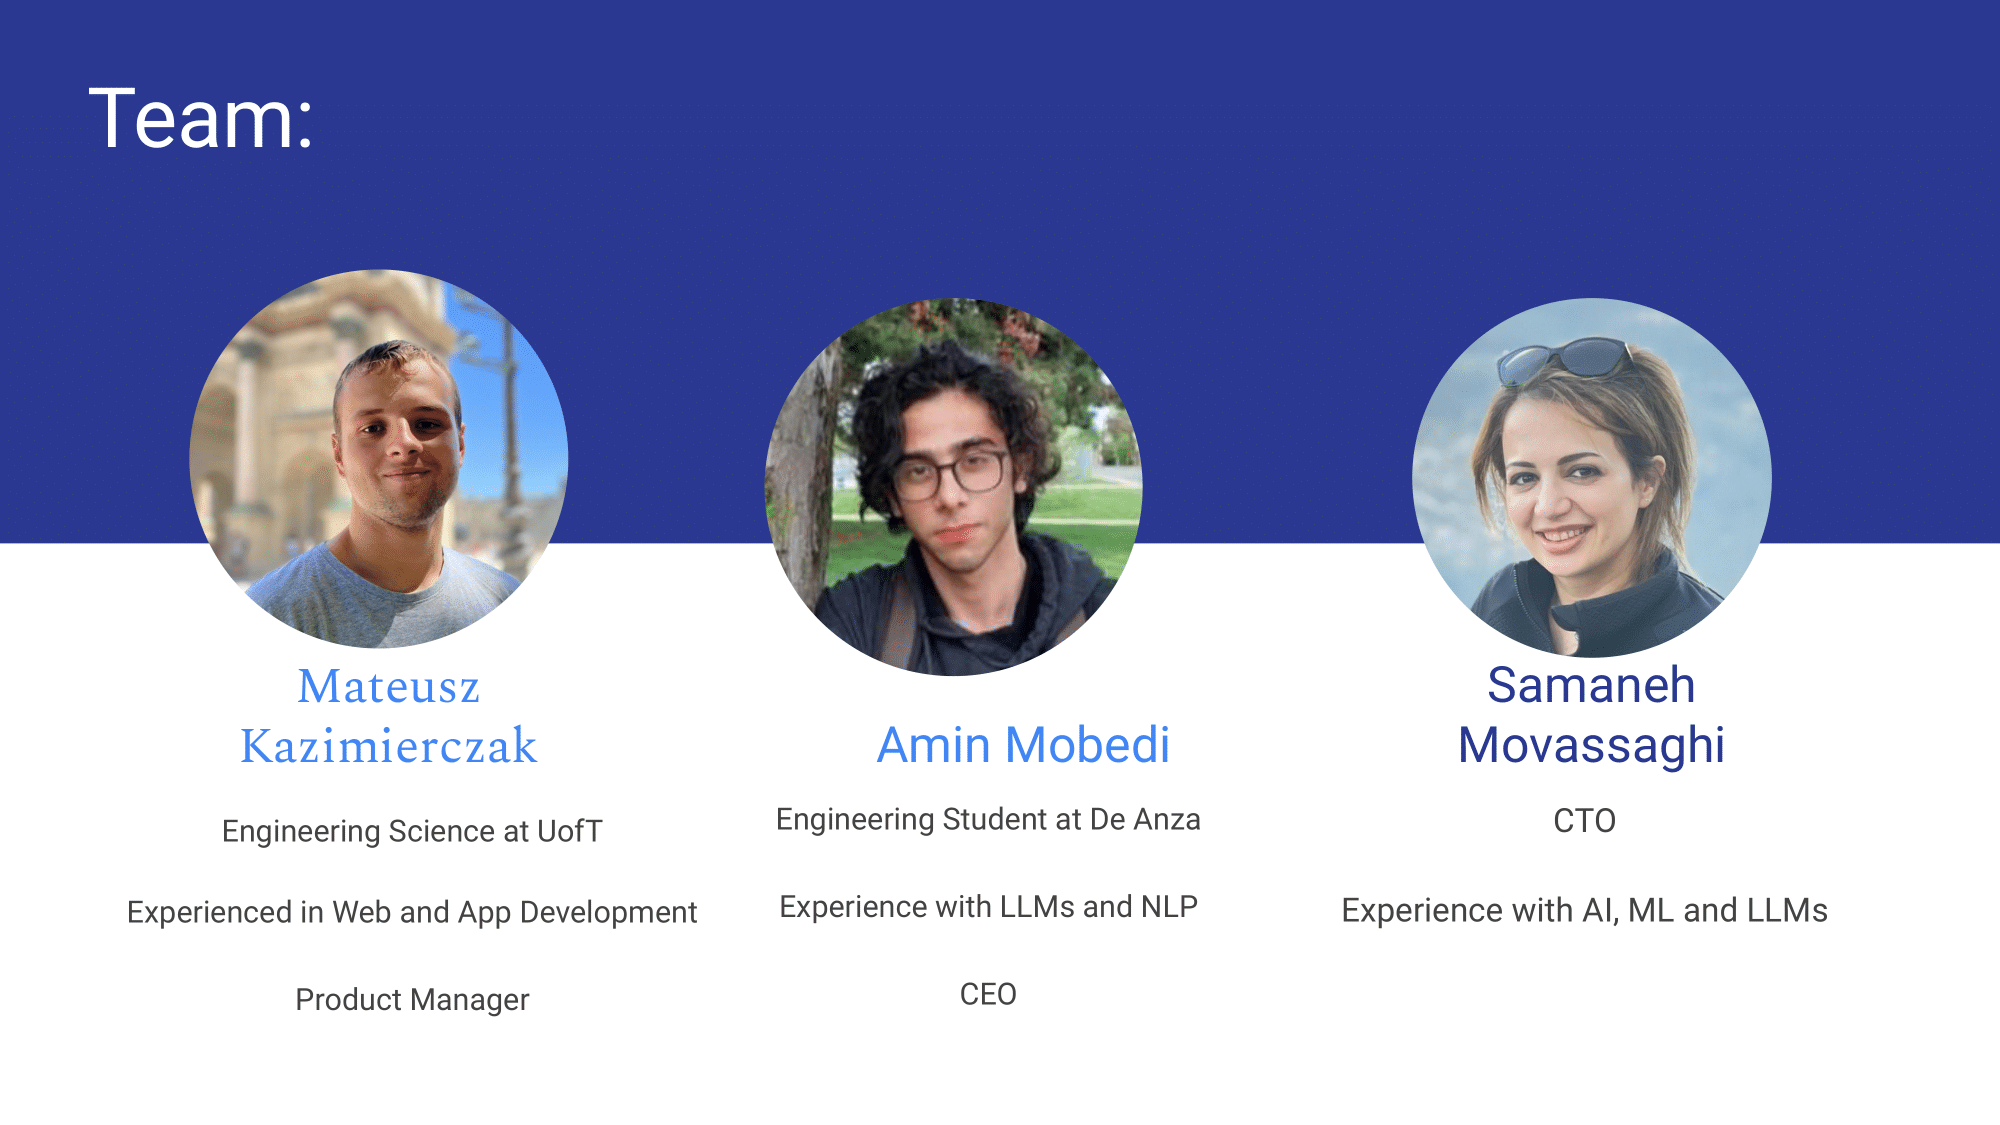 Team:
Mateusz
Kazimierczak
Engineering Science at UofT
Experienced in Web and App Development
Product Manager
Amin Mobedi
Engineering Student at De Anza
Experience with LLMs and NLP
CEO
Samaneh
Movassaghi
CTO
Experience with AI, ML and LLMs